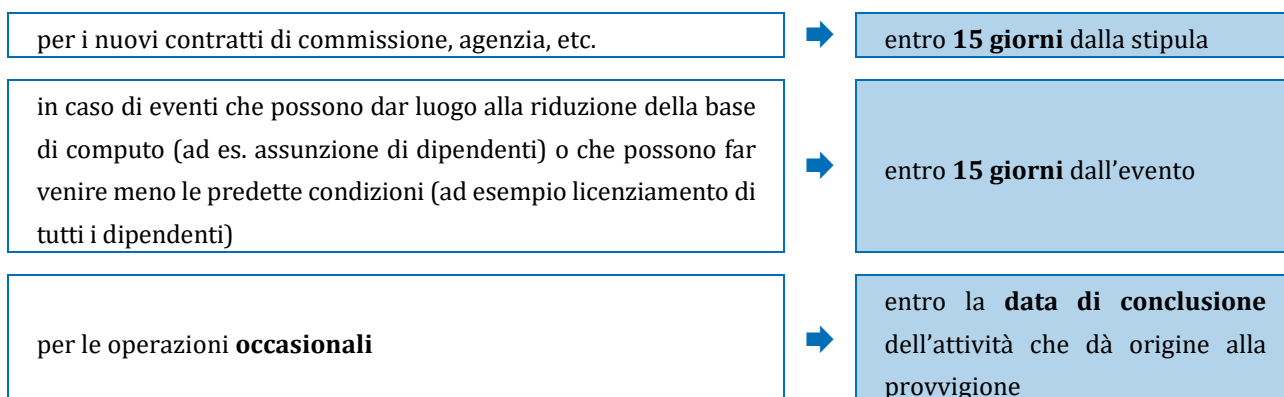 per i nuovi contratti di commissione, agenzia, etc.
entro 15 giorni dalla stipula
in caso di eventi che possono dar luogo alla riduzione della base
di computo (ad es. assunzione di dipendenti) o che possono far
venire meno le predette condizioni (ad esempio licenziamento di
tutti i dipendenti)
entro 15 giorni dall'evento
per le operazioni occasionali
entro la data di conclusione
dell'attività che dà origine alla
provvigione